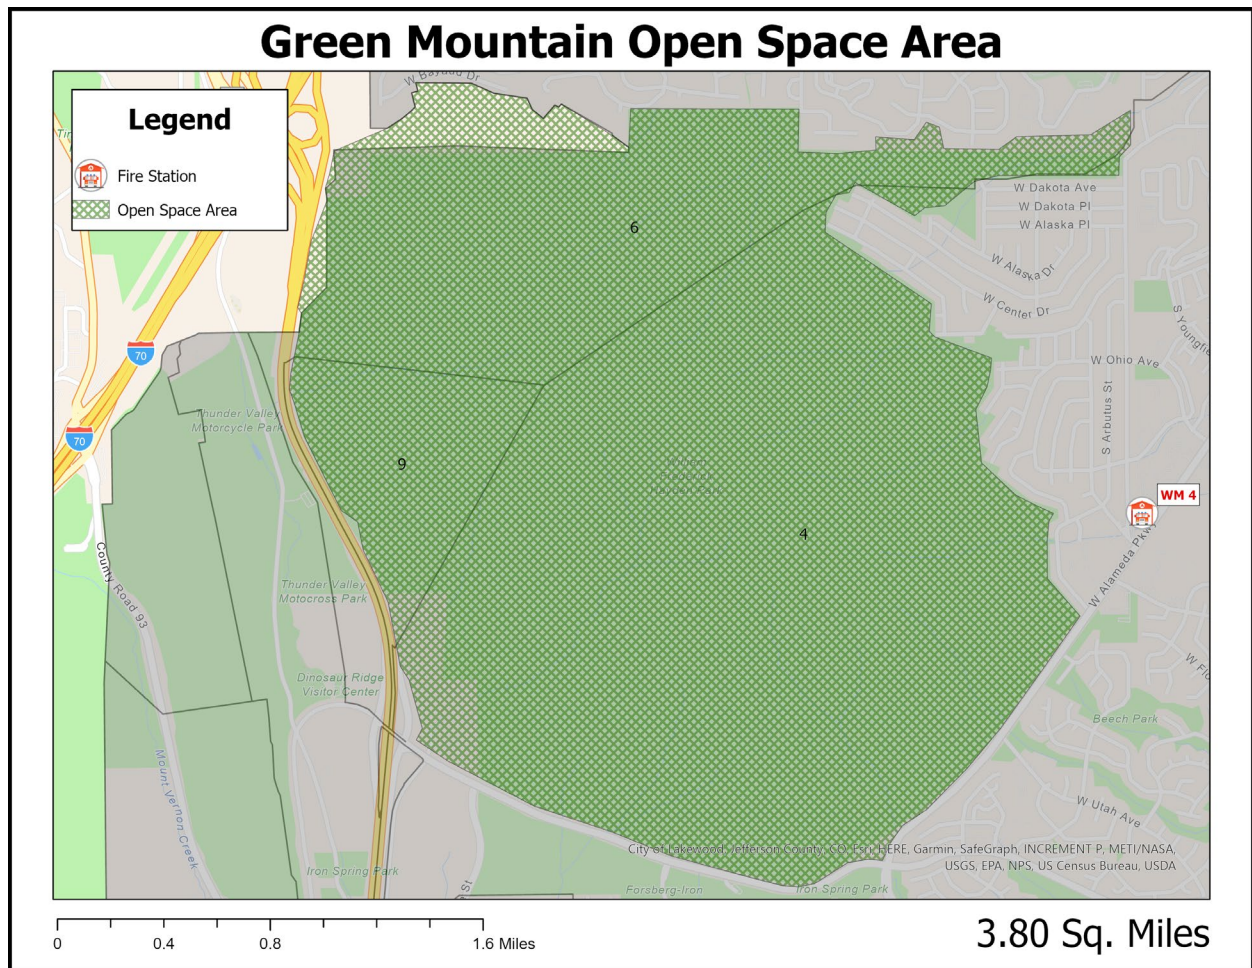 Green Mountain Open Space Area
W Bayaud Dr
Legend
Fire Station
Open Space Area
W Dakota Ave
W Dakota Pl
W Alaska Pl
6
W Alaska Dr
W Center Dr
70
W Ohio Ave
S Arbutus St
Thunder Valley
Motorcycle Park
70
9
William
Frederick
Hayden Park
WM 4
4
W Alameda Pkwy
County Road 93
Thunder Valley
Motocross Park
Dinosaur Ridge
Visitor Center
Beech Park
Mount Vernon Creek
W Utah Ave
City of Lakewood, Jefferson County, CO, Esri, HERE, Garmin, SafeGraph, INCREMENT P, METI/NASA,
USGS, EPA, NPS, US Census Bureau, USDA
Iron Spring Park
St
Forsberg-Iron
Iron Spring Park
0 0.4 0.8 1.6 Miles
3.80 Sq. Miles